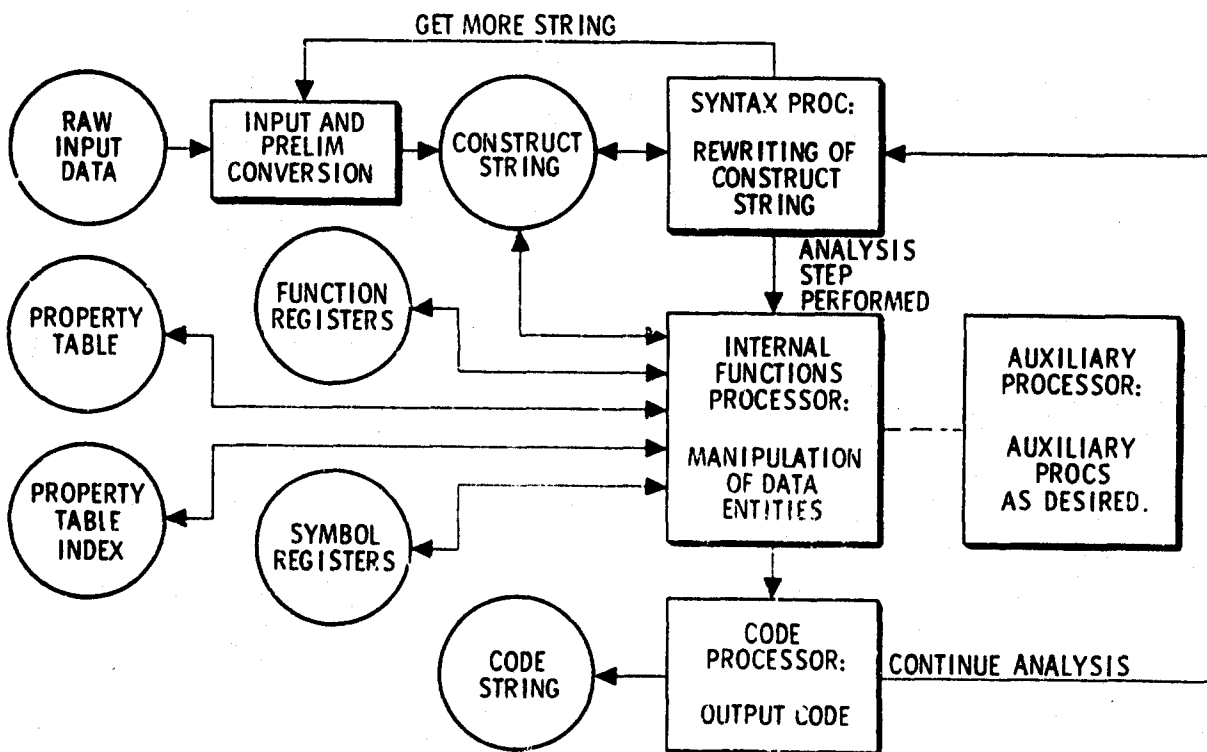 GET MORE STRING
RAW
INPUT
DATA
INPUT AND
PRELIM
CONVERSION
CONSTRUCT
STRING
SYNTAX PROC:
REWRITING OF
CONSTRUCT
STRING
ANALYSIS
STEP
PERFORMED
FUNCTION
REGISTERS
PROPERTY
TABLE
INTERNAL
FUNCTIONS
PROCESSOR:
MANIPULATION
OF DATA
ENTITIES
AUXILIARY
PROCESSOR:
AUXILIARY
PROCS
AS DESIRED.
PROPERTY
TABLE
INDEX
SYMBOL
REGISTERS
CODE
STRING
CODE
PROCESSOR:
OUTPUT CODE
CONTINUE ANALYSIS